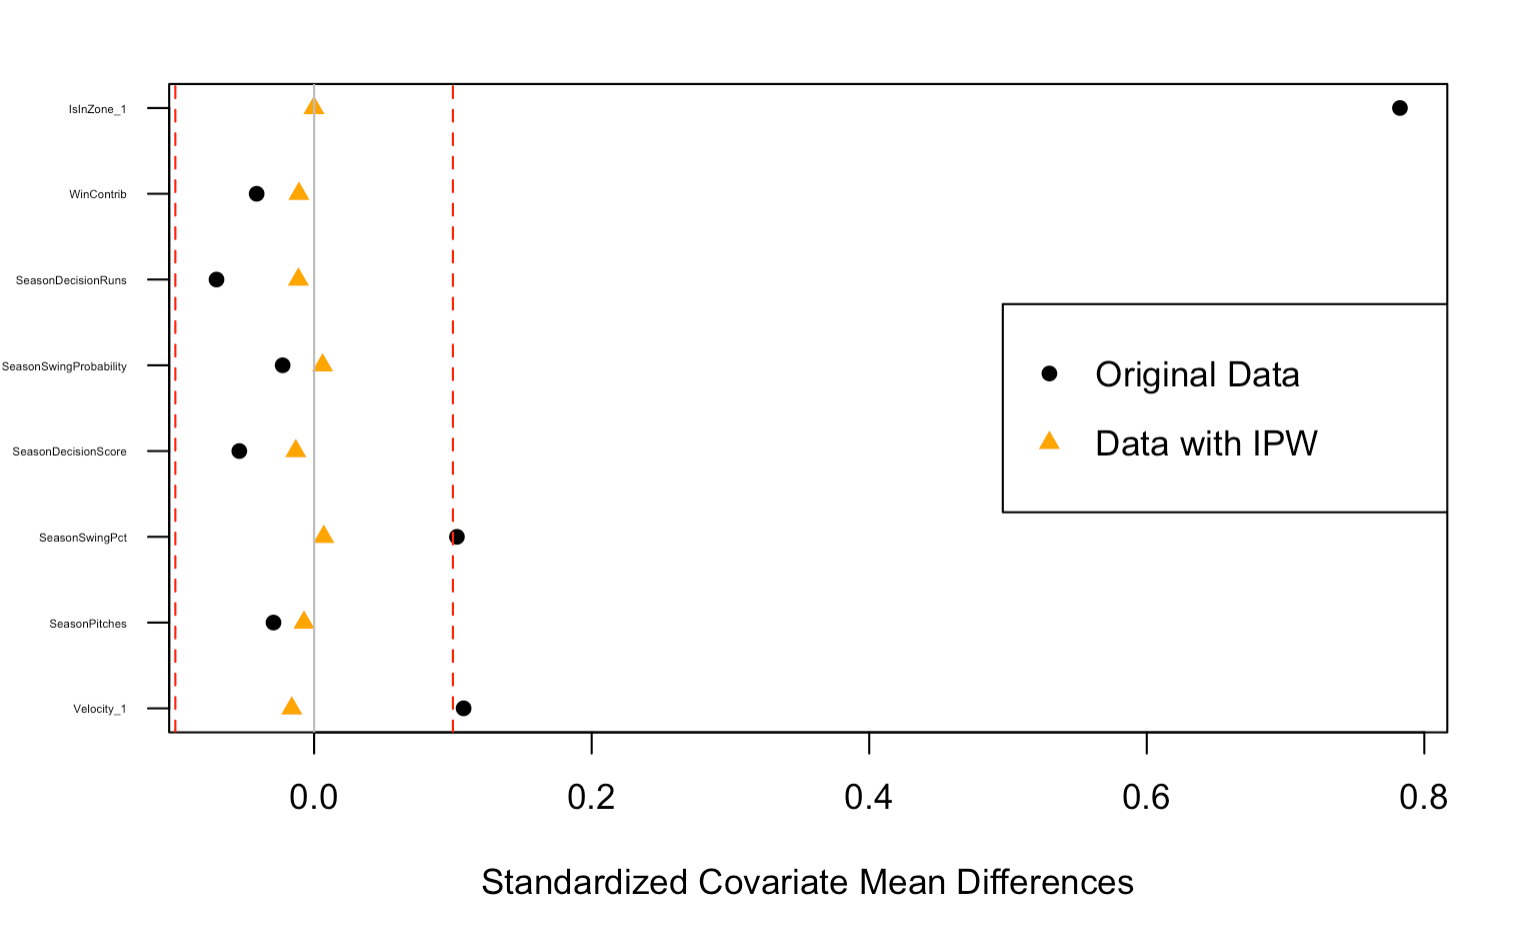 IsInZone_1
WinContrib
SeasonDecisionRuns
SeasonSwingProbability
SeasonDecisionScore
SeasonSwingPct
SeasonPitches
Velocity_1
Original Data
Data with IPW
0.0 0.2 0.4 0.6 0.8
Standardized Covariate Mean Differences